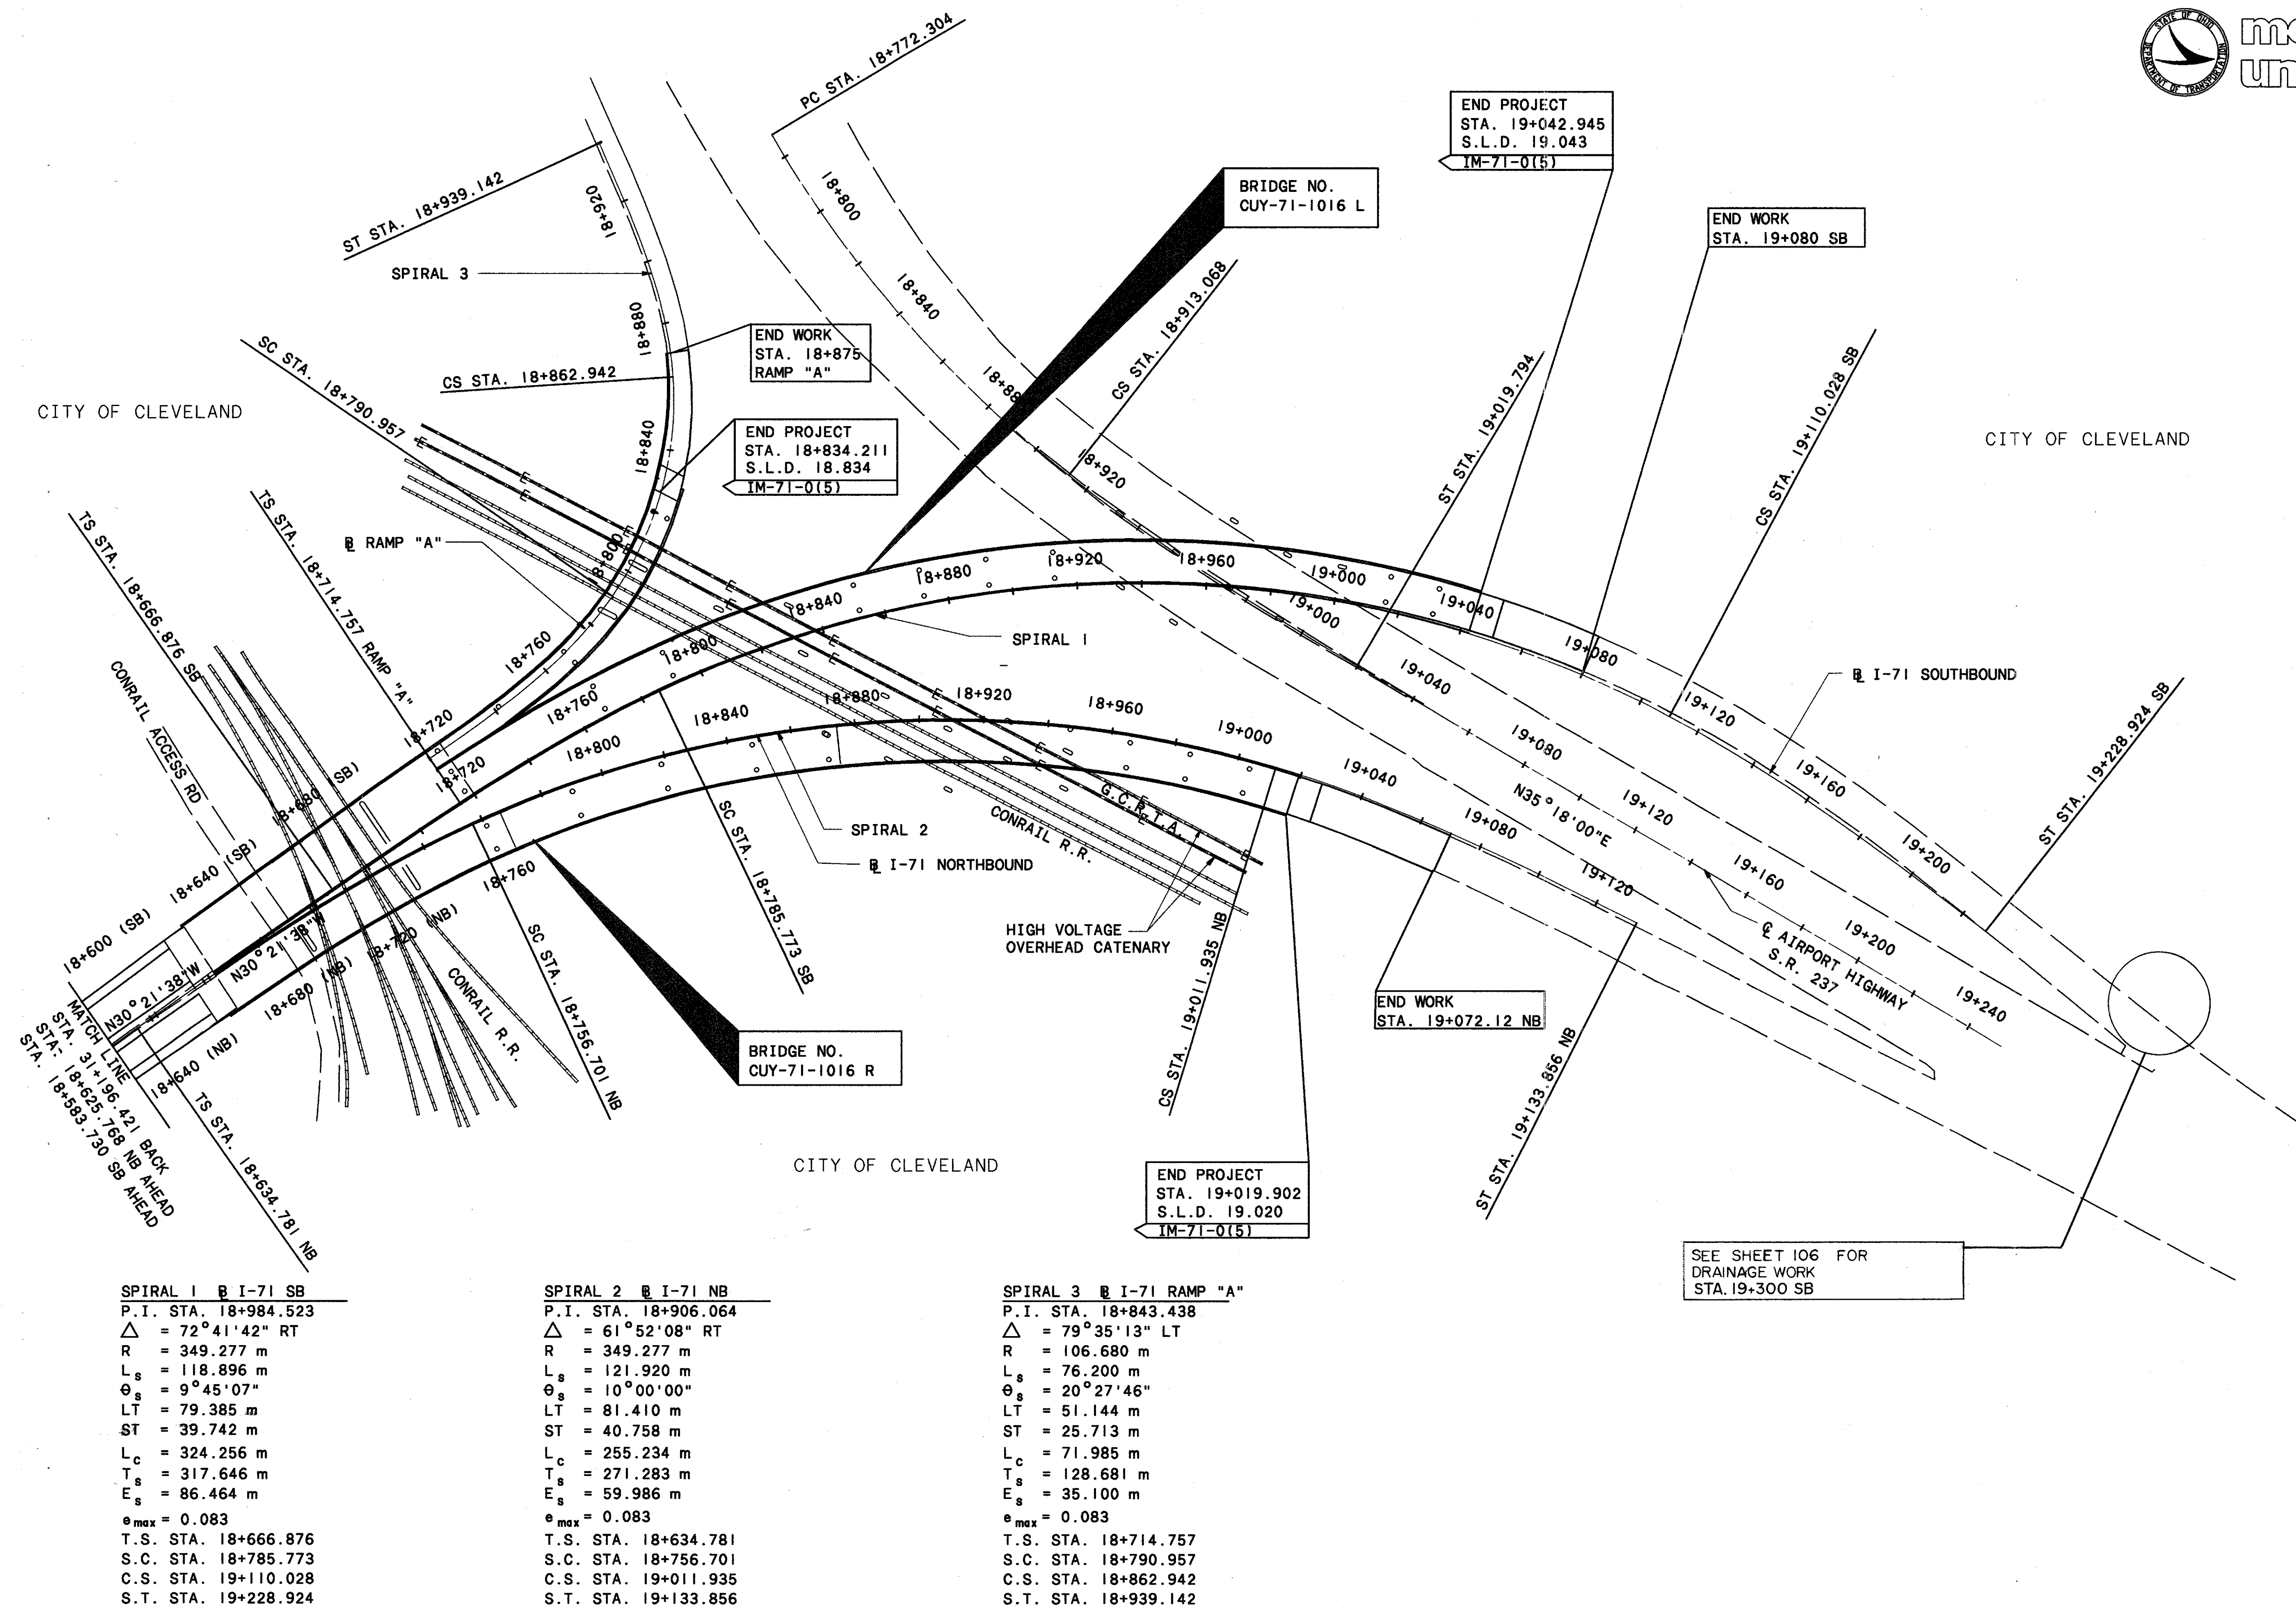 STATE OF OHIO
DEPARTMENT OF TRANSPORTATION
PC STA. 18+772.304
END PROJECT
STA. 19+042.945
S.L.D. 19.043
IM-71-0(5)
BRIDGE NO.
CUY-71-1016 L
END WORK
STA. 19+080 SB
ST STA. 18+939.142
SPIRAL 3
18+920
18+880
18+840
18+800
18+760
18+720
END WORK
STA. 18+875
RAMP "A"
CS STA. 18+862.942
SC STA. 18+790.957
CITY OF CLEVELAND
END PROJECT
STA. 18+834.211
S.L.D. 18.834
IM-71-0(5)
18+800
18+840
18+88
18+920
CS STA. 18+913.068
ST STA. 19+019.794
CS STA. 19+110.028 SB
CITY OF CLEVELAND
TS STA. 18+714.757 RAMP "A"
TS STA. 18+666.876 SB
℄ RAMP "A"
CONRAIL ACCESS RD
18+600 (SB)
18+640 (SB)
18+680 SB)
18+720
18+760
18+800
18+840
18+880
18+920
18+960
19+000
19+040
19+080
19+120
19+160
19+200
SPIRAL 1
B̲L I-71 SOUTHBOUND
ST STA. 19+228.924 SB
19+000
19+040
19+080
19+120
19+160
19+200
19+240
N35°18'00"E
℄ AIRPORT HIGHWAY
S.R. 237
18+640 (NB)
18+680 (NB)
18+720 (NB)
18+760
18+800
18+840
18+880
18+920
18+960
19+000
19+040
19+080
19+120
SPIRAL 2
BL I-71 NORTHBOUND
G.C.R.T.A.
CONRAIL R.R.
HIGH VOLTAGE
OVERHEAD CATENARY
SC STA. 18+785.773 SB
SC STA. 18+756.701 NB
CONRAIL R.R.
N30°21'38"W
N30°21'38"W
MATCH LINE
STA. 31+196.421 BACK
STA. 18+625.768 NB AHEAD
STA. 18+583.730 SB AHEAD
TS STA. 18+634.781 NB
BRIDGE NO.
CUY-71-1016 R
CS STA. 19+011.935 NB
END WORK
STA. 19+072.12 NB
ST STA. 19+133.856 NB
CITY OF CLEVELAND
END PROJECT
STA. 19+019.902
S.L.D. 19.020
IM-71-0(5)
SEE SHEET 106 FOR
DRAINAGE WORK
STA.19+300 SB
SPIRAL 1 BL I-71 SB
P.I. STA. 18+984.523
△ = 72°41'42" RT
R = 349.277 m
Ls = 118.896 m
θs = 9°45'07"
LT = 79.385 m
ST = 39.742 m
Lc = 324.256 m
Ts = 317.646 m
Es = 86.464 m
emax = 0.083
T.S. STA. 18+666.876
S.C. STA. 18+785.773
C.S. STA. 19+110.028
S.T. STA. 19+228.924
SPIRAL 2 BL I-71 NB
P.I. STA. 18+906.064
△ = 61°52'08" RT
R = 349.277 m
Ls = 121.920 m
θs = 10°00'00"
LT = 81.410 m
ST = 40.758 m
Lc = 255.234 m
Ts = 271.283 m
Es = 59.986 m
emax = 0.083
T.S. STA. 18+634.781
S.C. STA. 18+756.701
C.S. STA. 19+011.935
S.T. STA. 19+133.856
SPIRAL 3 BL I-71 RAMP "A"
P.I. STA. 18+843.438
△ = 79°35'13" LT
R = 106.680 m
Ls = 76.200 m
θs = 20°27'46"
LT = 51.144 m
ST = 25.713 m
Lc = 71.985 m
Ts = 128.681 m
Es = 35.100 m
emax = 0.083
T.S. STA. 18+714.757
S.C. STA. 18+790.957
C.S. STA. 18+862.942
S.T. STA. 18+939.142